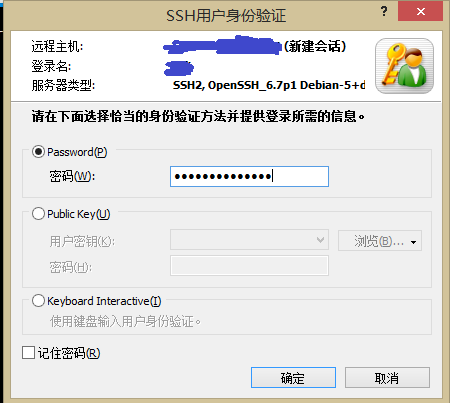 SSH用户身份验证
?
远程主机: (新建会话)
登录名:
服务器类型: SSH2, OpenSSH_6.7p1 Debian-5+d
请在下面选择恰当的身份验证方法并提供登录所需的信息。
Password(P)
密码(W): ••••••••••••••
Public Key(U)
用户密钥(K): 浏览(B)...
密码(H):
Keyboard Interactive(I)
使用键盘输入用户身份验证。
记住密码(R)
确定 取消